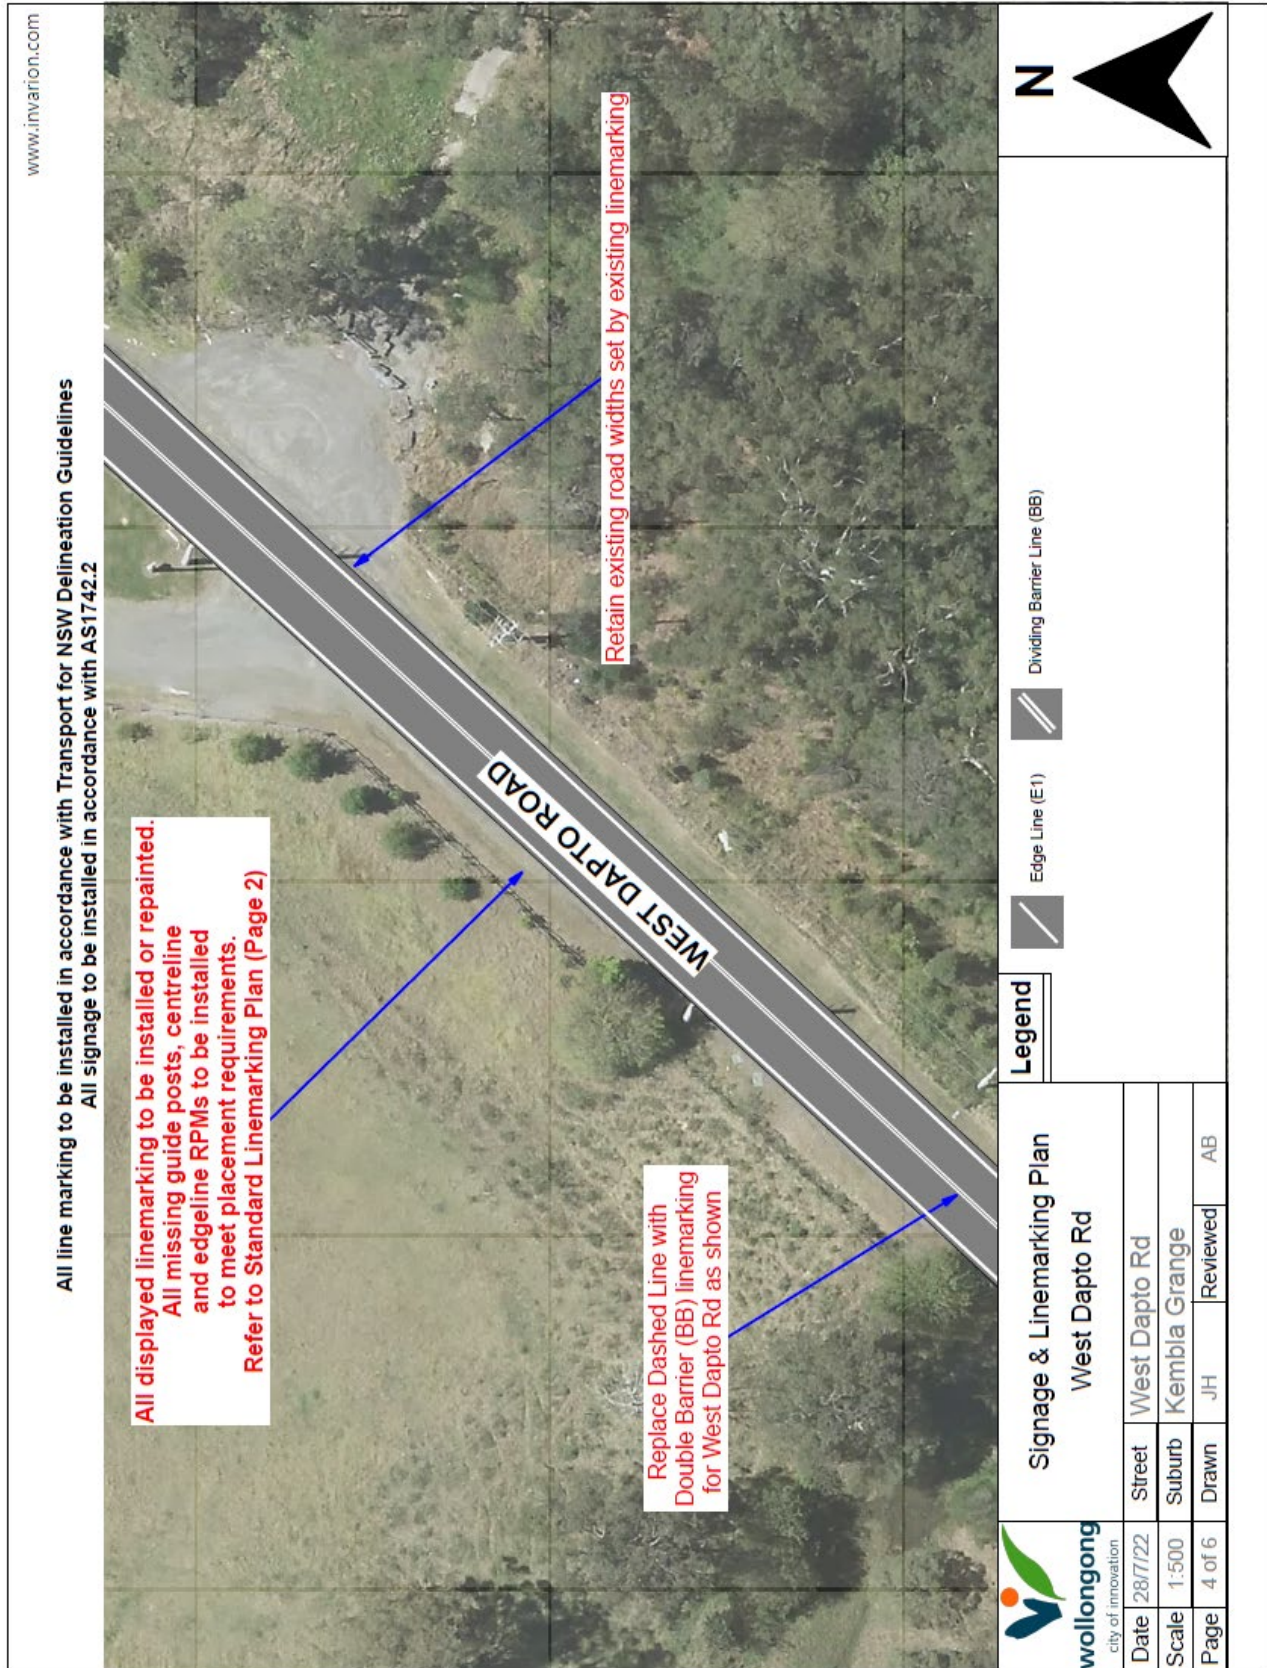 www.invarion.com
All line marking to be installed in accordance with Transport for NSW Delineation Guidelines
All signage to be installed in accordance with AS1742.2
All displayed linemarking to be installed or repainted.
All missing guide posts, centreline
and edgeline RPMs to be installed
to meet placement requirements.
Refer to Standard Linemarking Plan (Page 2)
Retain existing road widths set by existing linemarking
WEST DAPTO ROAD
Replace Dashed Line with
Double Barrier (BB) linemarking
for West Dapto Rd as shown
wollongong
city of innovation
Signage & Linemarking Plan
West Dapto Rd
Date 28/7/22 Street West Dapto Rd
Scale 1:500 Suburb Kembla Grange
Page 4 of 6 Drawn JH Reviewed AB
Legend
Edge Line (E1)
Dividing Barrier Line (BB)
N